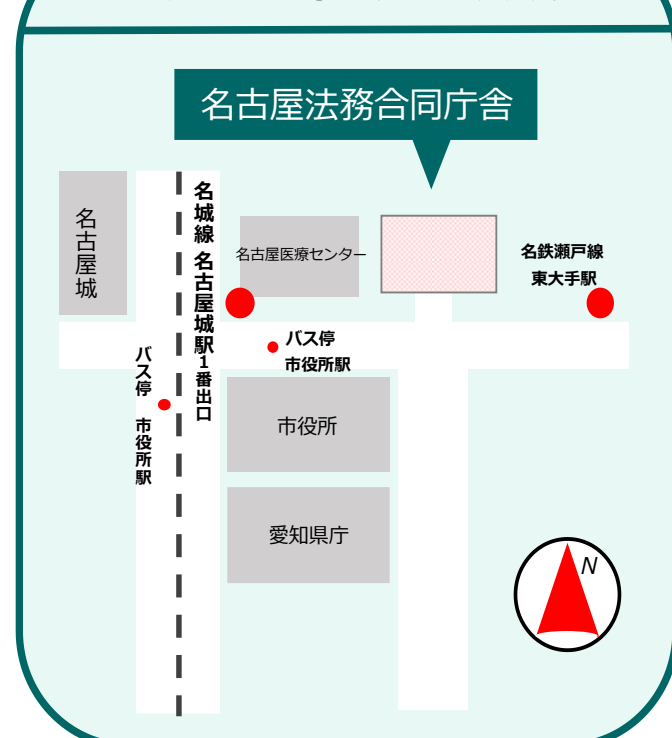 名古屋法務合同庁舎
名古屋城
名城線 名古屋城駅1番出口
名古屋医療センター
名鉄瀬戸線
東大手駅
バス停
市役所駅
バス停 市役所駅
市役所
愛知県庁
N